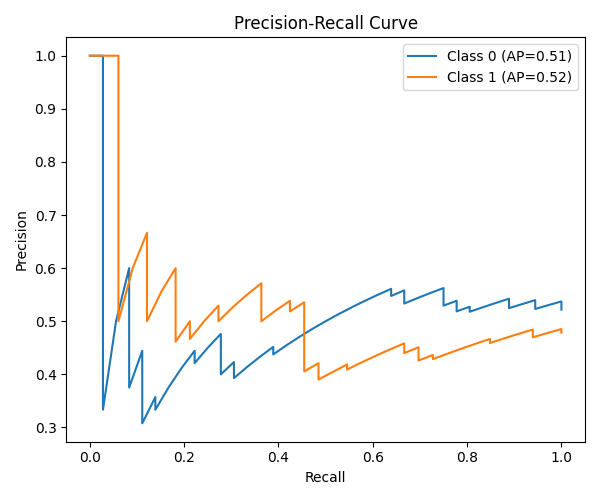 Precision-Recall Curve
Class 0 (AP=0.51)
Class 1 (AP=0.52)
Precision
1.0
0.9
0.8
0.7
0.6
0.5
0.4
0.3
0.0 0.2 0.4 0.6 0.8 1.0
Recall